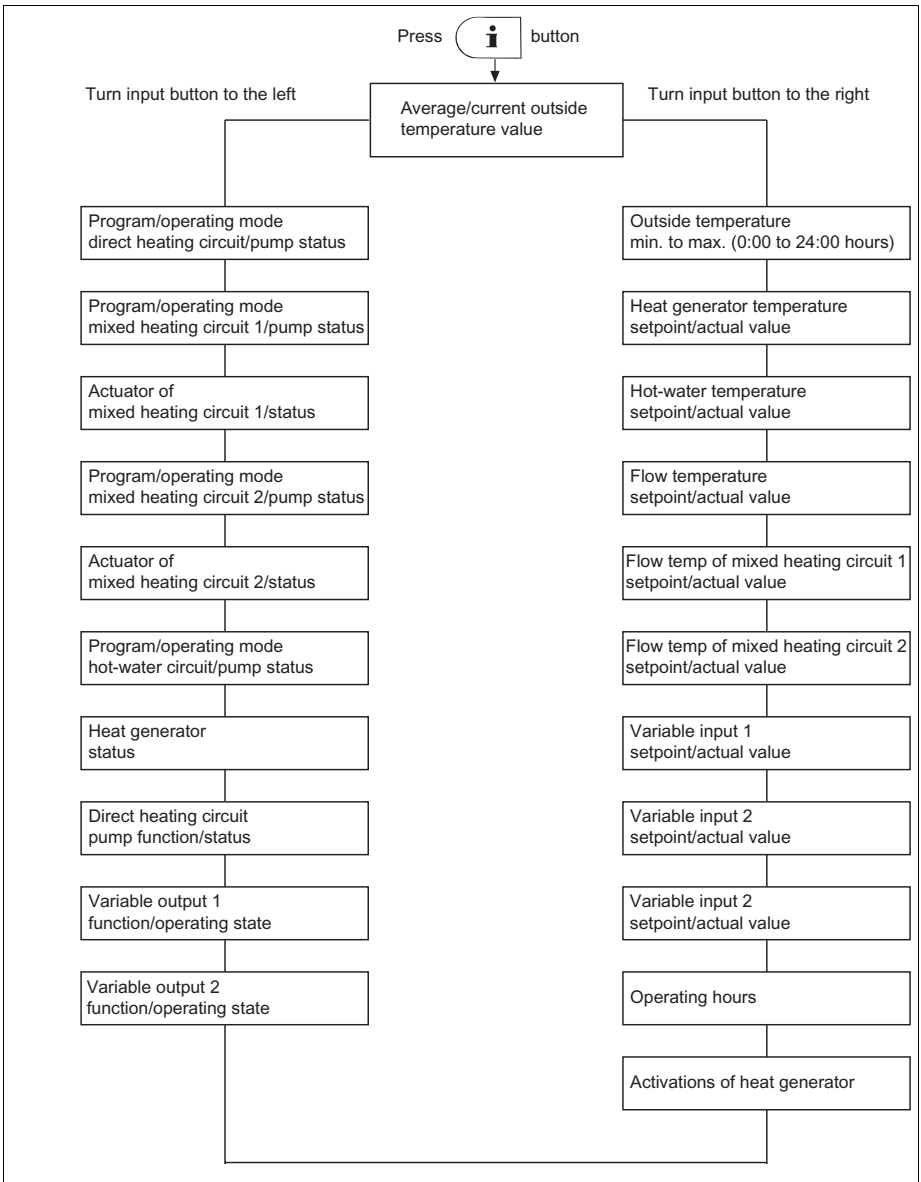 Press i button
Turn input button to the left
Average/current outside
temperature value
Turn input button to the right
Program/operating mode
direct heating circuit/pump status
Program/operating mode
mixed heating circuit 1/pump status
Actuator of
mixed heating circuit 1/status
Program/operating mode
mixed heating circuit 2/pump status
Actuator of
mixed heating circuit 2/status
Program/operating mode
hot-water circuit/pump status
Heat generator
status
Direct heating circuit
pump function/status
Variable output 1
function/operating state
Variable output 2
function/operating state
Outside temperature
min. to max. (0:00 to 24:00 hours)
Heat generator temperature
setpoint/actual value
Hot-water temperature
setpoint/actual value
Flow temperature
setpoint/actual value
Flow temp of mixed heating circuit 1
setpoint/actual value
Flow temp of mixed heating circuit 2
setpoint/actual value
Variable input 1
setpoint/actual value
Variable input 2
setpoint/actual value
Variable input 2
setpoint/actual value
Operating hours
Activations of heat generator